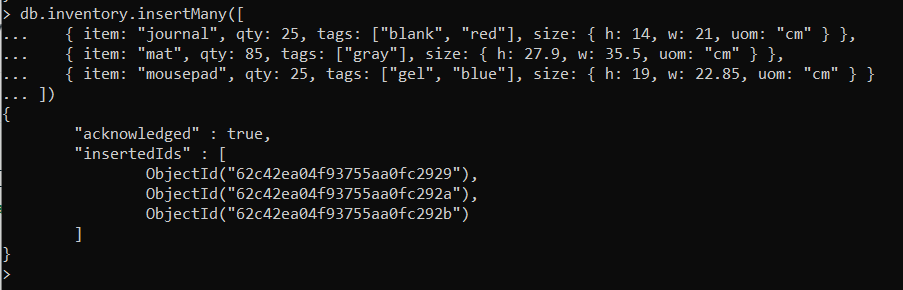 > db.inventory.insertMany([
...    { item: "journal", qty: 25, tags: ["blank", "red"], size: { h: 14, w: 21, uom: "cm" } },
...    { item: "mat", qty: 85, tags: ["gray"], size: { h: 27.9, w: 35.5, uom: "cm" } },
...    { item: "mousepad", qty: 25, tags: ["gel", "blue"], size: { h: 19, w: 22.85, uom: "cm" } }
... ])
{
        "acknowledged" : true,
        "insertedIds" : [
                ObjectId("62c42ea04f93755aa0fc2929"),
                ObjectId("62c42ea04f93755aa0fc292a"),
                ObjectId("62c42ea04f93755aa0fc292b")
        ]
}
>